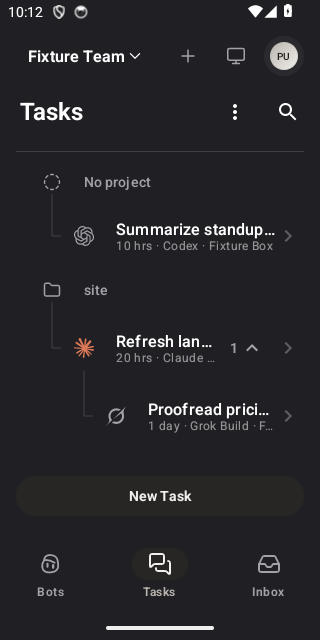 10:12
Fixture Team
PU
Tasks
No project
Summarize standup…
10 hrs · Codex · Fixture Box
site
Refresh lan…
1
20 hrs · Claude …
Proofread prici…
1 day · Grok Build · F…
New Task
Bots
Tasks
Inbox